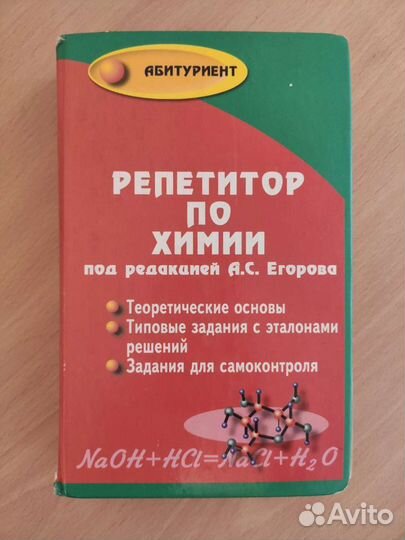 АБИТУРИЕНТ
РЕПЕТИТОР
ПО
ХИМИИ
под редакцией А.С. Егорова
Теоретические основы
Типовые задания с эталонами
решений
Задания для самоконтроля
NaOH+HCl=NaCl+H₂O
Avito